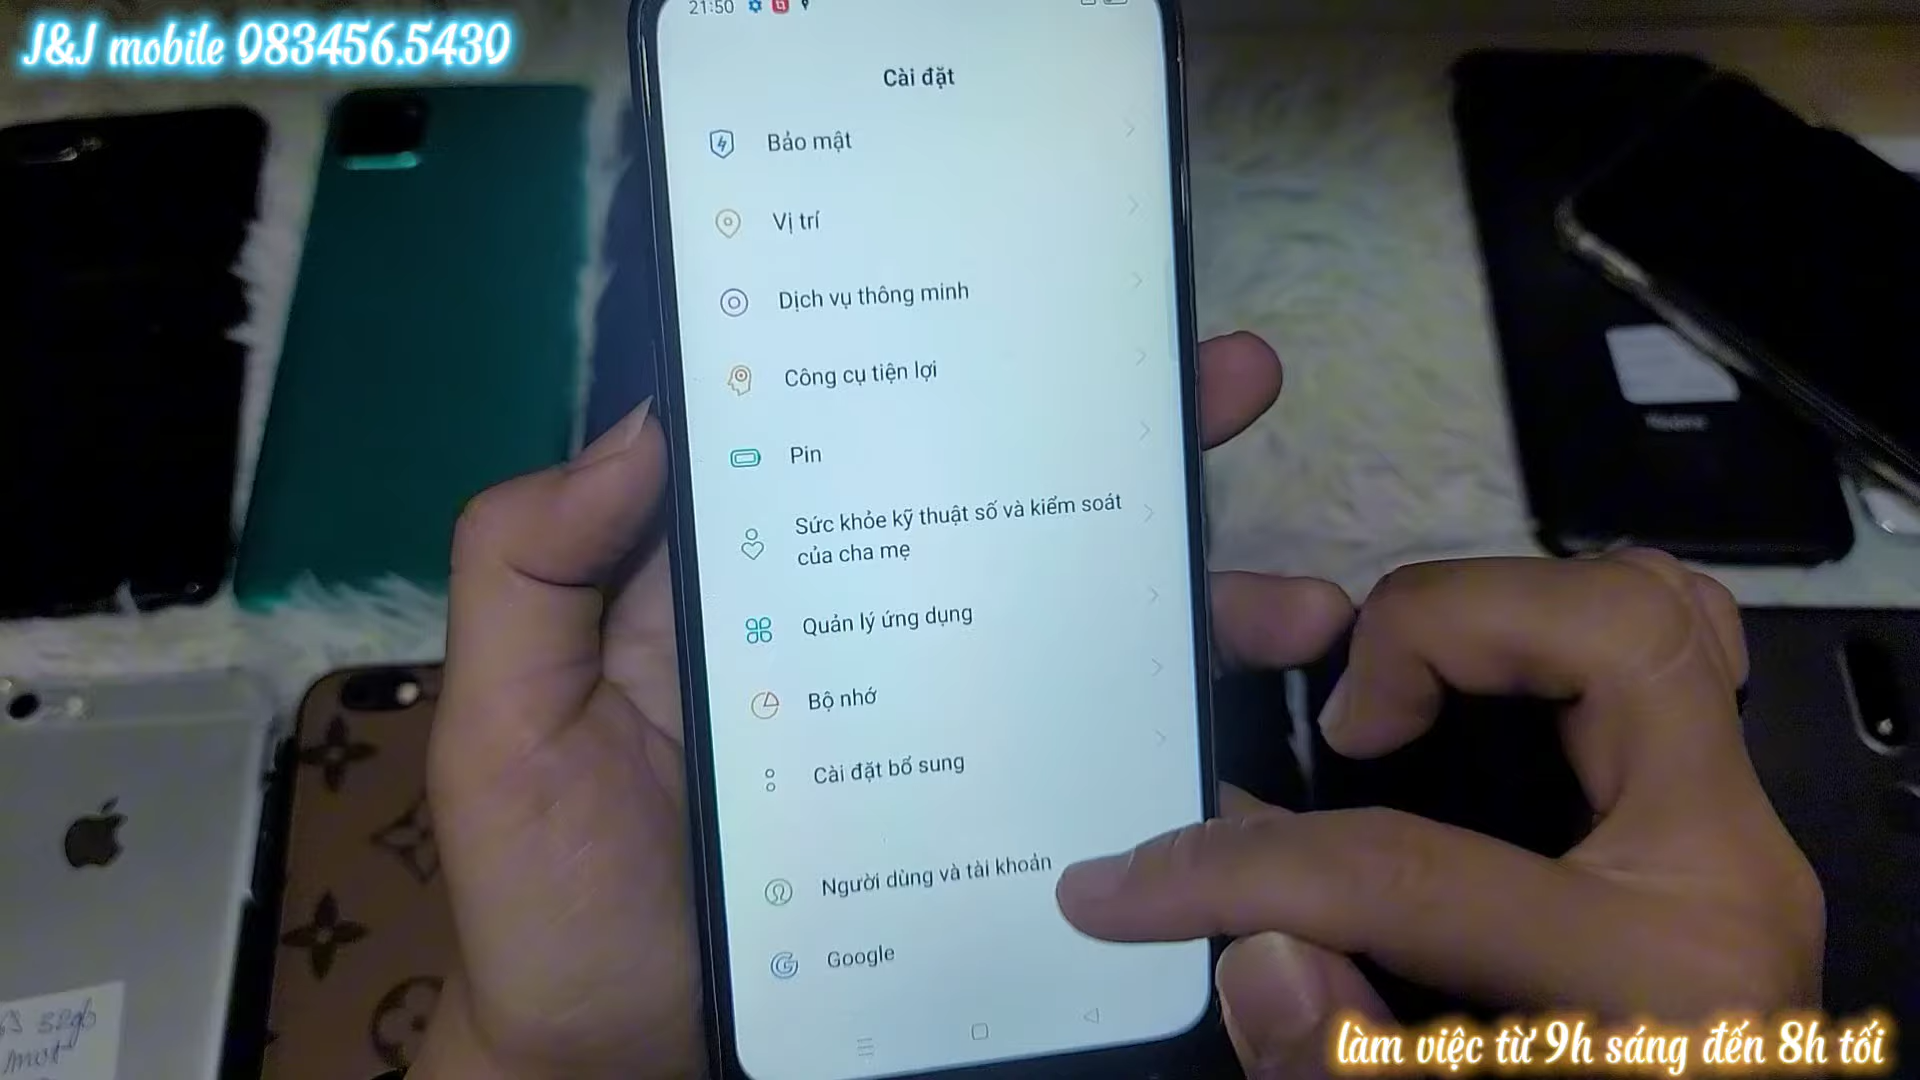 J&J mobile 083456.5439
21:50
Cài đặt
Bảo mật
Vị trí
Dịch vụ thông minh
Công cụ tiện lợi
Pin
Sức khỏe kỹ thuật số và kiểm soát
của cha mẹ
Quản lý ứng dụng
Bộ nhớ
Cài đặt bổ sung
Người dùng và tài khoản
Google
32gb
làm việc từ 9h sáng đến 8h tối